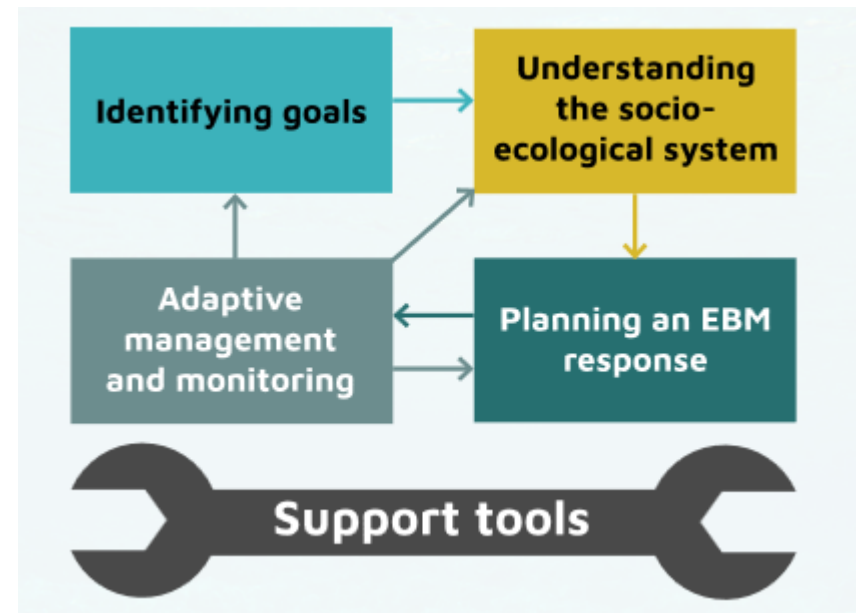 Identifying goals
Understanding
the socio-
ecological system
Adaptive
management
and monitoring
Planning an EBM
response
Support tools